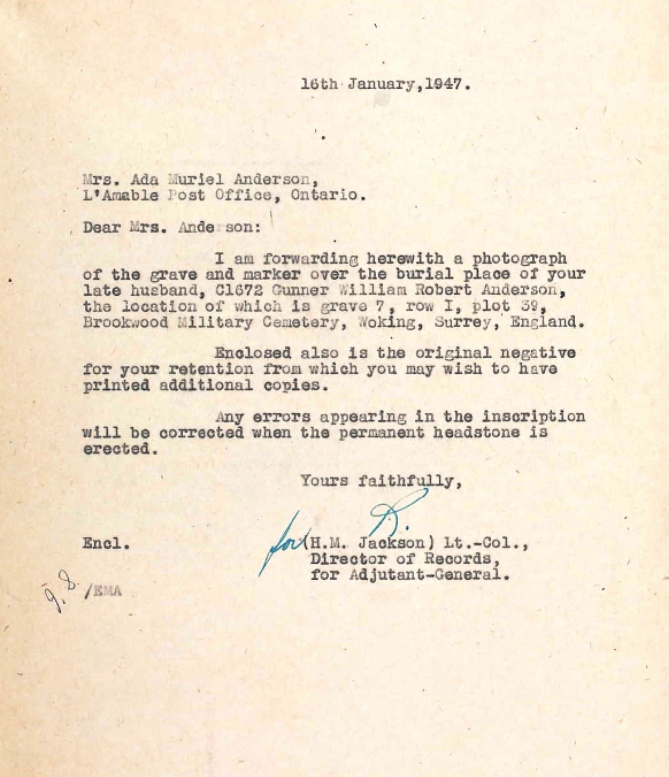 16th January,1947.
Mrs. Ada Muriel Anderson,
L'Amable Post Office, Ontario.
Dear Mrs. Anderson:
I am forwarding herewith a photograph
of the grave and marker over the burial place of your
late husband, C1672 Gunner William Robert Anderson,
the location of which is grave 7, row I, plot 39,
Brookwood Military Cemetery, Woking, Surrey, England.
Enclosed also is the original negative
for your retention from which you may wish to have
printed additional copies.
Any errors appearing in the inscription
will be corrected when the permanent headstone is
erected.
Yours faithfully,
Encl.
for (H.M. Jackson) Lt.-Col.,
Director of Records,
for Adjutant-General.
/EMA